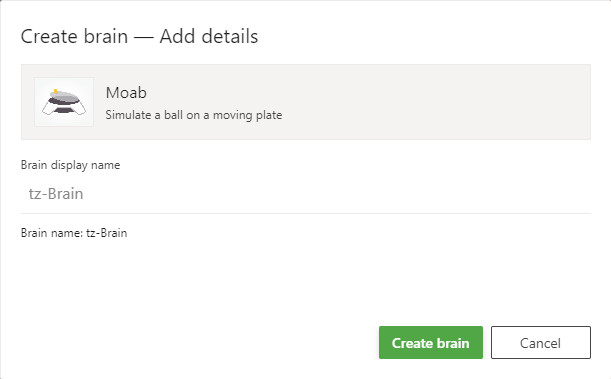 Create brain — Add details
Moab
Simulate a ball on a moving plate
Brain display name
tz-Brain
Brain name: tz-Brain
Create brain
Cancel